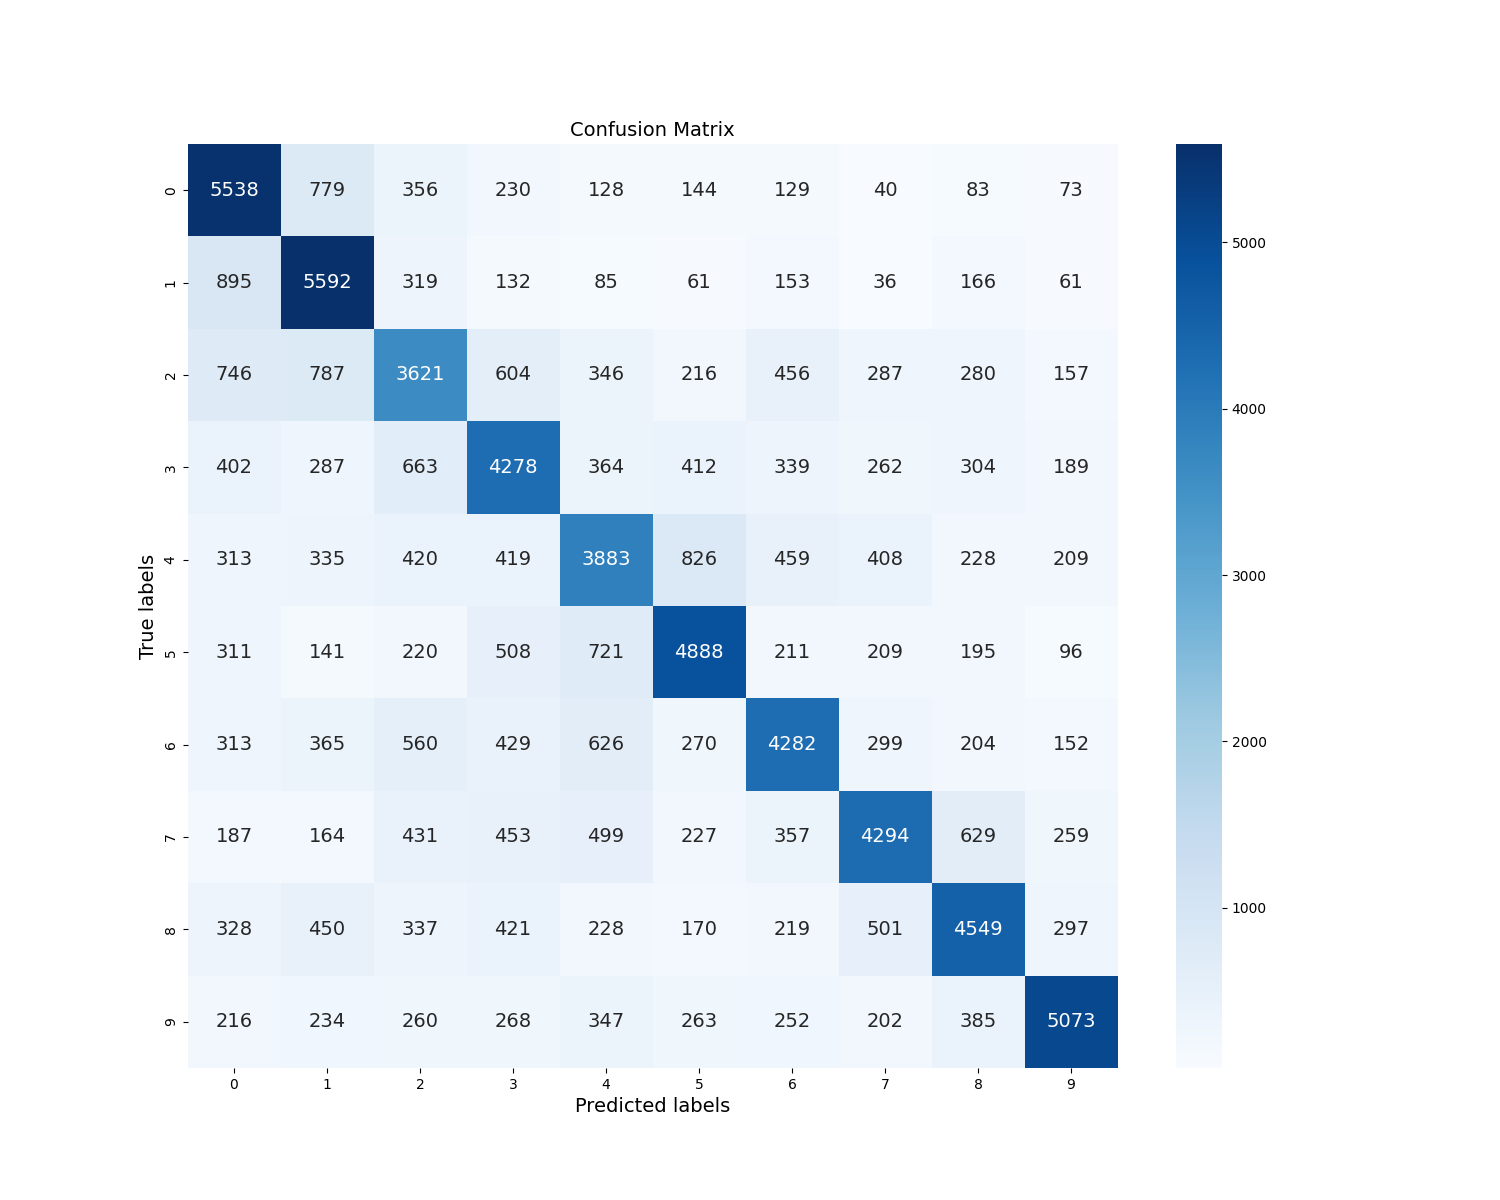 Confusion Matrix
0 5538 779 356 230 128 144 129 40 83 73
1 895 5592 319 132 85 61 153 36 166 61
2 746 787 3621 604 346 216 456 287 280 157
3 402 287 663 4278 364 412 339 262 304 189
4 313 335 420 419 3883 826 459 408 228 209
5 311 141 220 508 721 4888 211 209 195 96
6 313 365 560 429 626 270 4282 299 204 152
7 187 164 431 453 499 227 357 4294 629 259
8 328 450 337 421 228 170 219 501 4549 297
9 216 234 260 268 347 263 252 202 385 5073
0 1 2 3 4 5 6 7 8 9
Predicted labels
True labels
5000
4000
3000
2000
1000